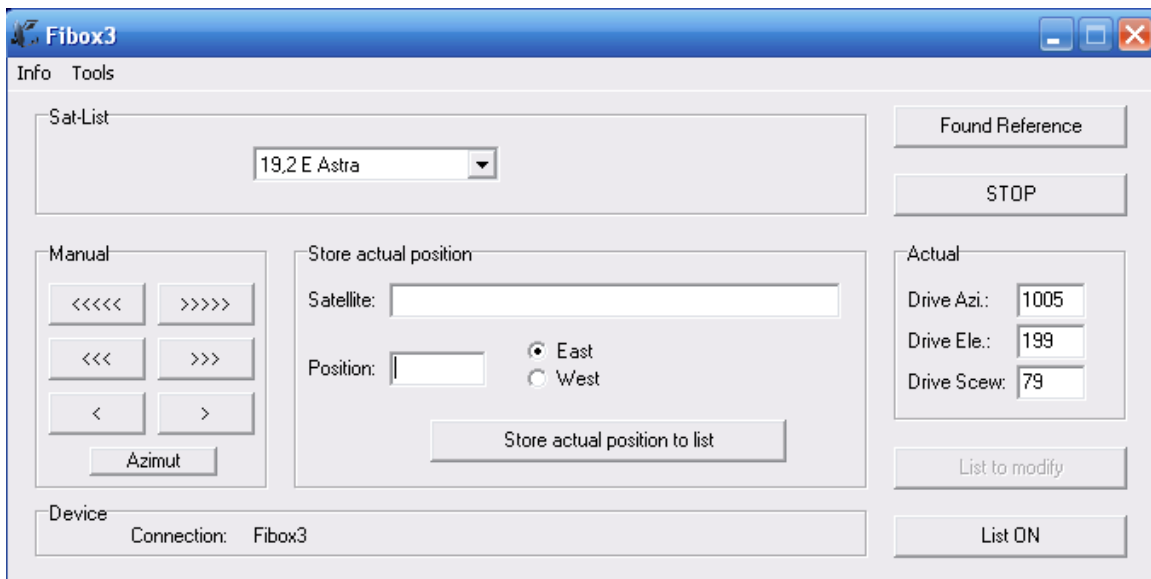 Fibox3
Info Tools
Sat-List
19,2 E Astra
Found Reference
STOP
Manual
<<<<< >>>>>
<<< >>>
< >
Azimut
Store actual position
Satellite:
Position:
East
West
Store actual position to list
Actual
Drive Azi.: 1005
Drive Ele.: 199
Drive Scew: 79
List to modify
Device
Connection: Fibox3
List ON